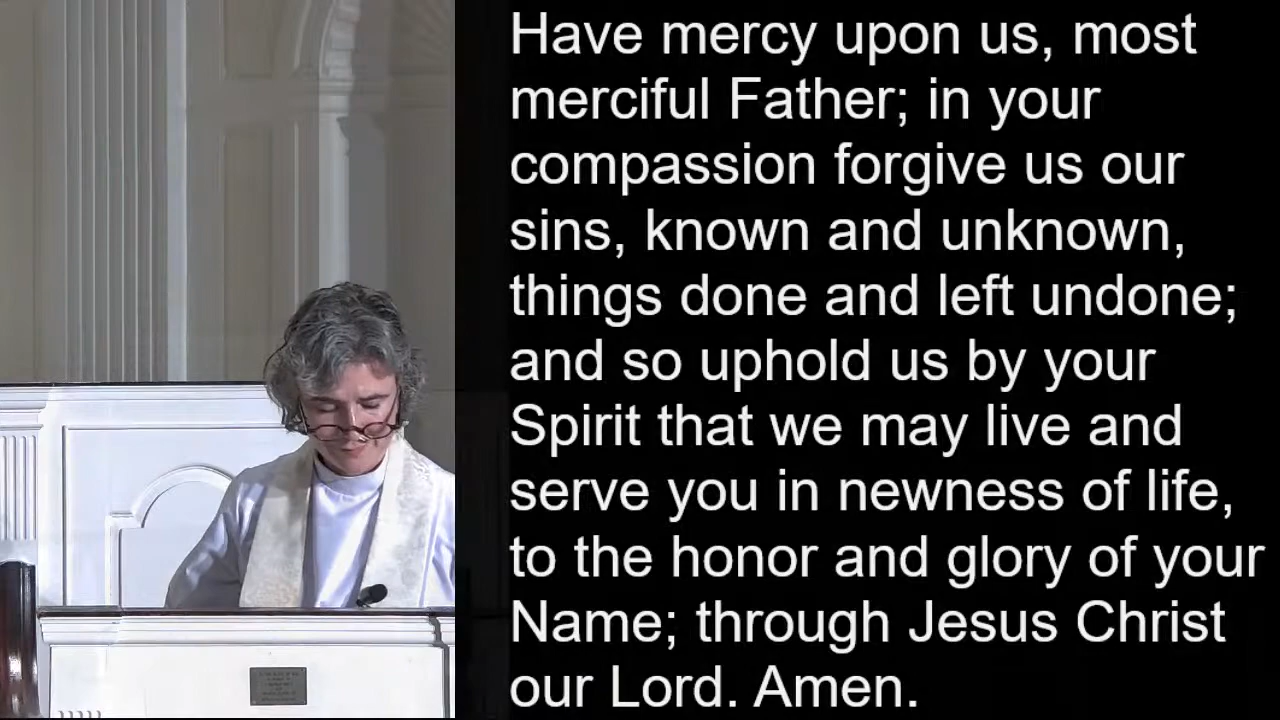 Have mercy upon us, most
merciful Father; in your
compassion forgive us our
sins, known and unknown,
things done and left undone;
and so uphold us by your
Spirit that we may live and
serve you in newness of life,
to the honor and glory of your
Name; through Jesus Christ
our Lord. Amen.